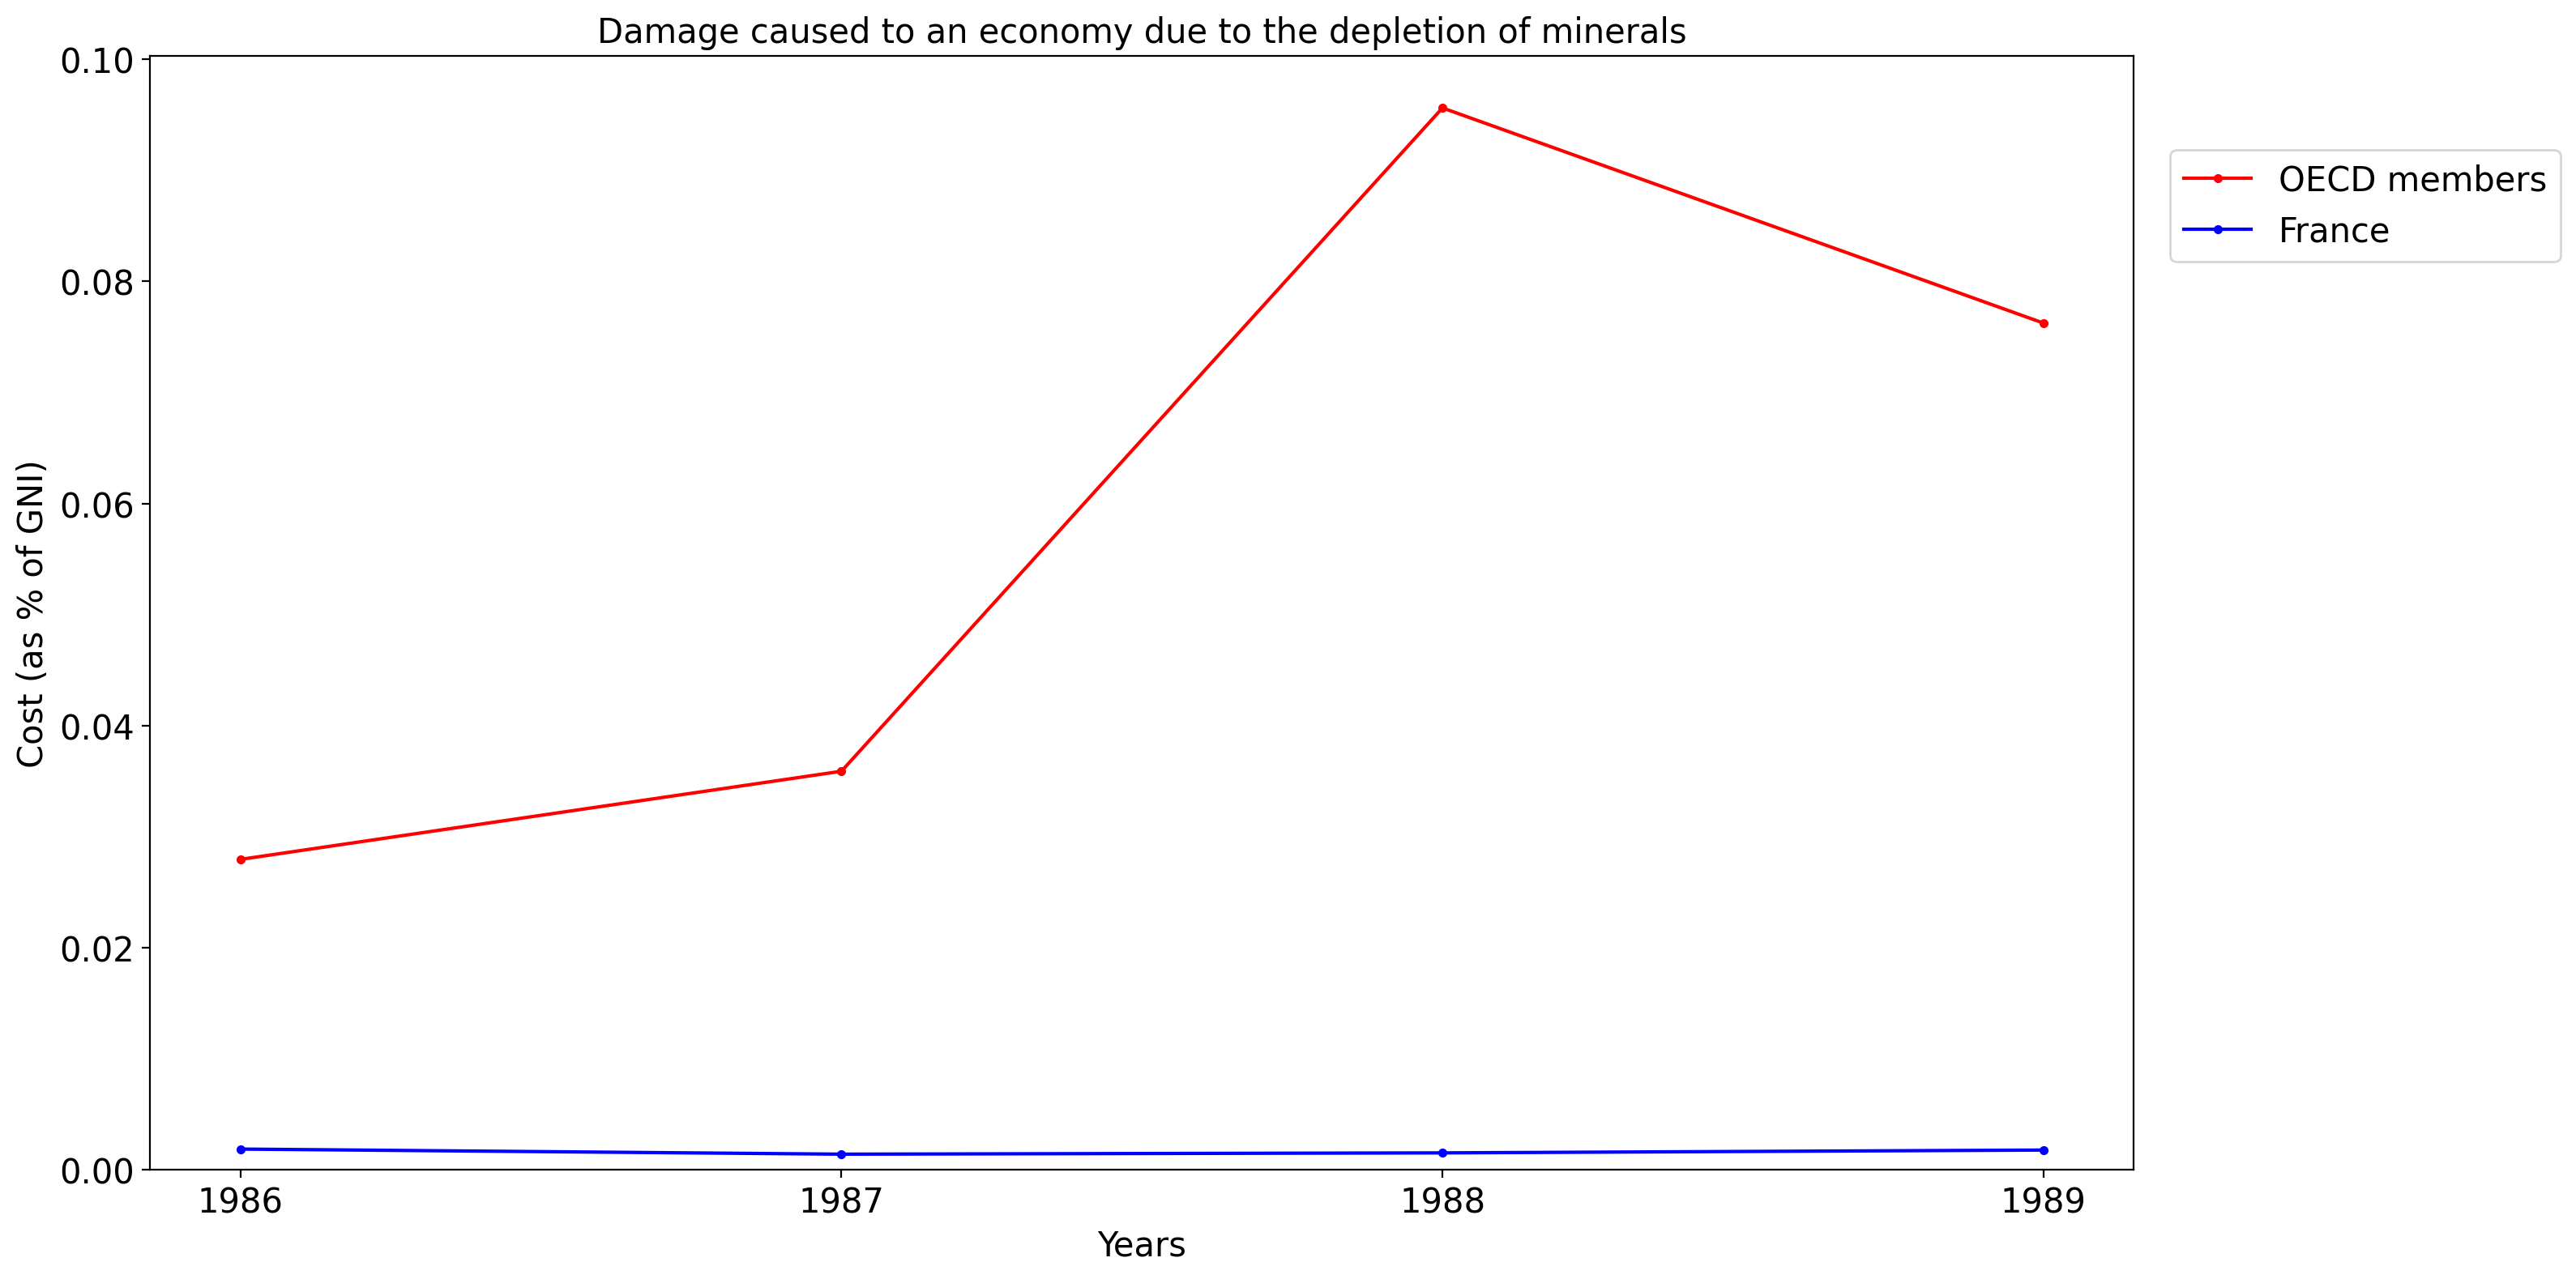 Damage caused to an economy due to the depletion of minerals
0.10
0.08
0.06
0.04
0.02
0.00
Cost (as % of GNI)
1986 1987 1988 1989
Years
OECD members
France